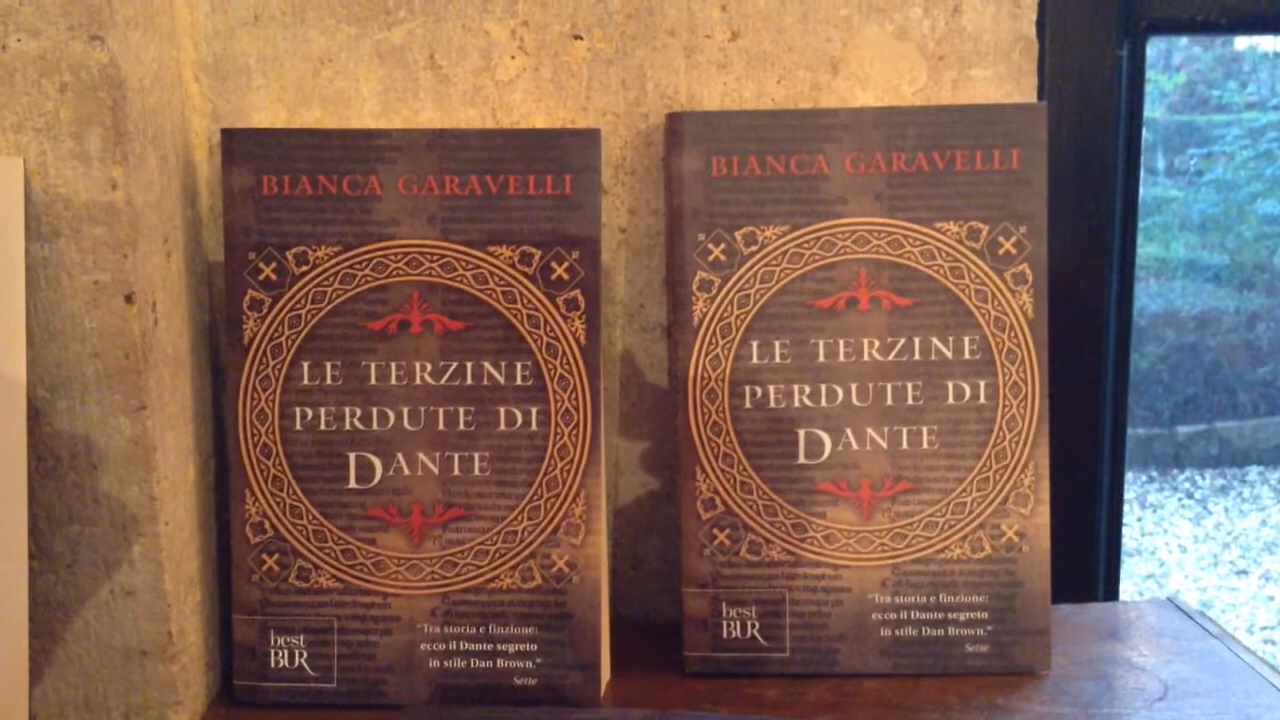 BIANCA GARAVELLI
LE TERZINE
PERDUTE DI
DANTE
best
BUR
"Tra storia e finzione:
ecco il Dante segreto
in stile Dan Brown."
Sette
BIANCA GARAVELLI
LE TERZINE
PERDUTE DI
DANTE
best
BUR
"Tra storia e finzione:
ecco il Dante segreto
in stile Dan Brown."
Sette